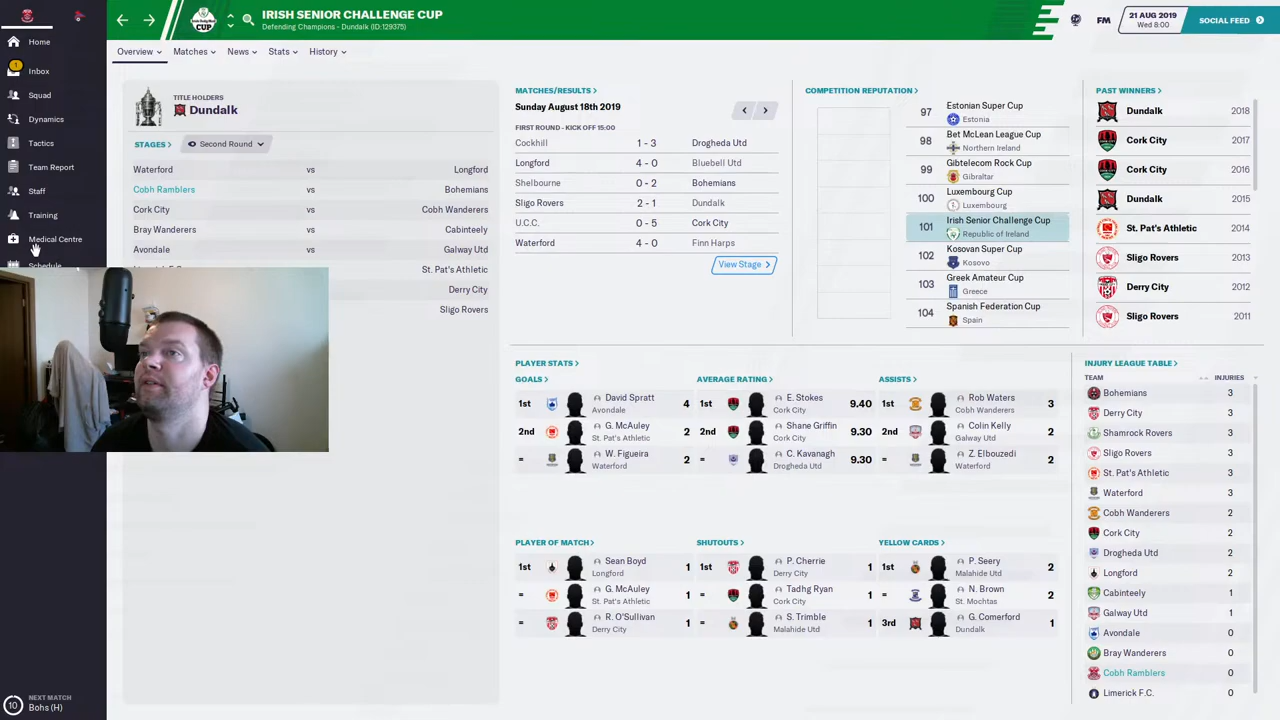 IRISH SENIOR CHALLENGE CUP
Defending Champions - Dundalk (ID:129375)
FM
21 AUG 2019
Wed 8:00
SOCIAL FEED
Home
1
Inbox
Squad
Dynamics
Tactics
Team Report
Staff
Training
Medical Centre
Schedule
10
NEXT MATCH
Bohs (H)
Overview
Matches
News
Stats
History
TITLE HOLDERS
Dundalk
STAGES
Second Round
Waterford vs Longford
Cobh Ramblers vs Bohemians
Cork City vs Cobh Wanderers
Bray Wanderers vs Cabinteely
Avondale vs Galway Utd
St. Pat's Athletic
Derry City
Sligo Rovers
MATCHES/RESULTS
Sunday August 18th 2019
FIRST ROUND - KICK OFF 15:00
Cockhill 1 - 3 Drogheda Utd
Longford 4 - 0 Bluebell Utd
Shelbourne 0 - 2 Bohemians
Sligo Rovers 2 - 1 Dundalk
U.C.C. 0 - 5 Cork City
Waterford 4 - 0 Finn Harps
View Stage
COMPETITION REPUTATION
97 Estonian Super Cup
Estonia
98 Bet McLean League Cup
Northern Ireland
99 Gibtelecom Rock Cup
Gibraltar
100 Luxembourg Cup
Luxembourg
101 Irish Senior Challenge Cup
Republic of Ireland
102 Kosovan Super Cup
Kosovo
103 Greek Amateur Cup
Greece
104 Spanish Federation Cup
Spain
PAST WINNERS
Dundalk 2018
Cork City 2017
Cork City 2016
Dundalk 2015
St. Pat's Athletic 2014
Sligo Rovers 2013
Derry City 2012
Sligo Rovers 2011
PLAYER STATS
GOALS
1st David Spratt 4
Avondale
2nd G. McAuley 2
St. Pat's Athletic
= W. Figueira 2
Waterford
AVERAGE RATING
1st E. Stokes 9.40
Cork City
2nd Shane Griffin 9.30
Cork City
= C. Kavanagh 9.30
Drogheda Utd
ASSISTS
1st Rob Waters 3
Cobh Wanderers
2nd Colin Kelly 2
Galway Utd
= Z. Elbouzedi 2
Waterford
PLAYER OF MATCH
1st Sean Boyd 1
Longford
= G. McAuley 1
St. Pat's Athletic
= R. O'Sullivan 1
Derry City
SHUTOUTS
1st P. Cherrie 1
Derry City
= Tadhg Ryan 1
Cork City
= S. Trimble 1
Malahide Utd
YELLOW CARDS
1st P. Seery 2
Malahide Utd
= N. Brown 2
St. Mochtas
3rd G. Comerford 1
Dundalk
INJURY LEAGUE TABLE
TEAM INJURIES
Bohemians 3
Derry City 3
Shamrock Rovers 3
Sligo Rovers 3
St. Pat's Athletic 3
Waterford 3
Cobh Wanderers 2
Cork City 2
Drogheda Utd 2
Longford 2
Cabinteely 1
Galway Utd 1
Avondale 0
Bray Wanderers 0
Cobh Ramblers 0
Limerick F.C. 0